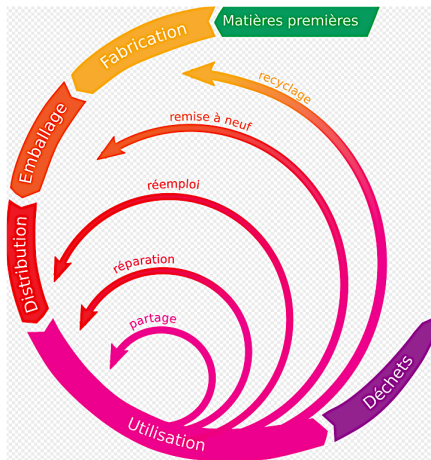 Matières premières
Fabrication
Emballage
Distribution
Utilisation
Déchets
recyclage
remise à neuf
réemploi
réparation
partage